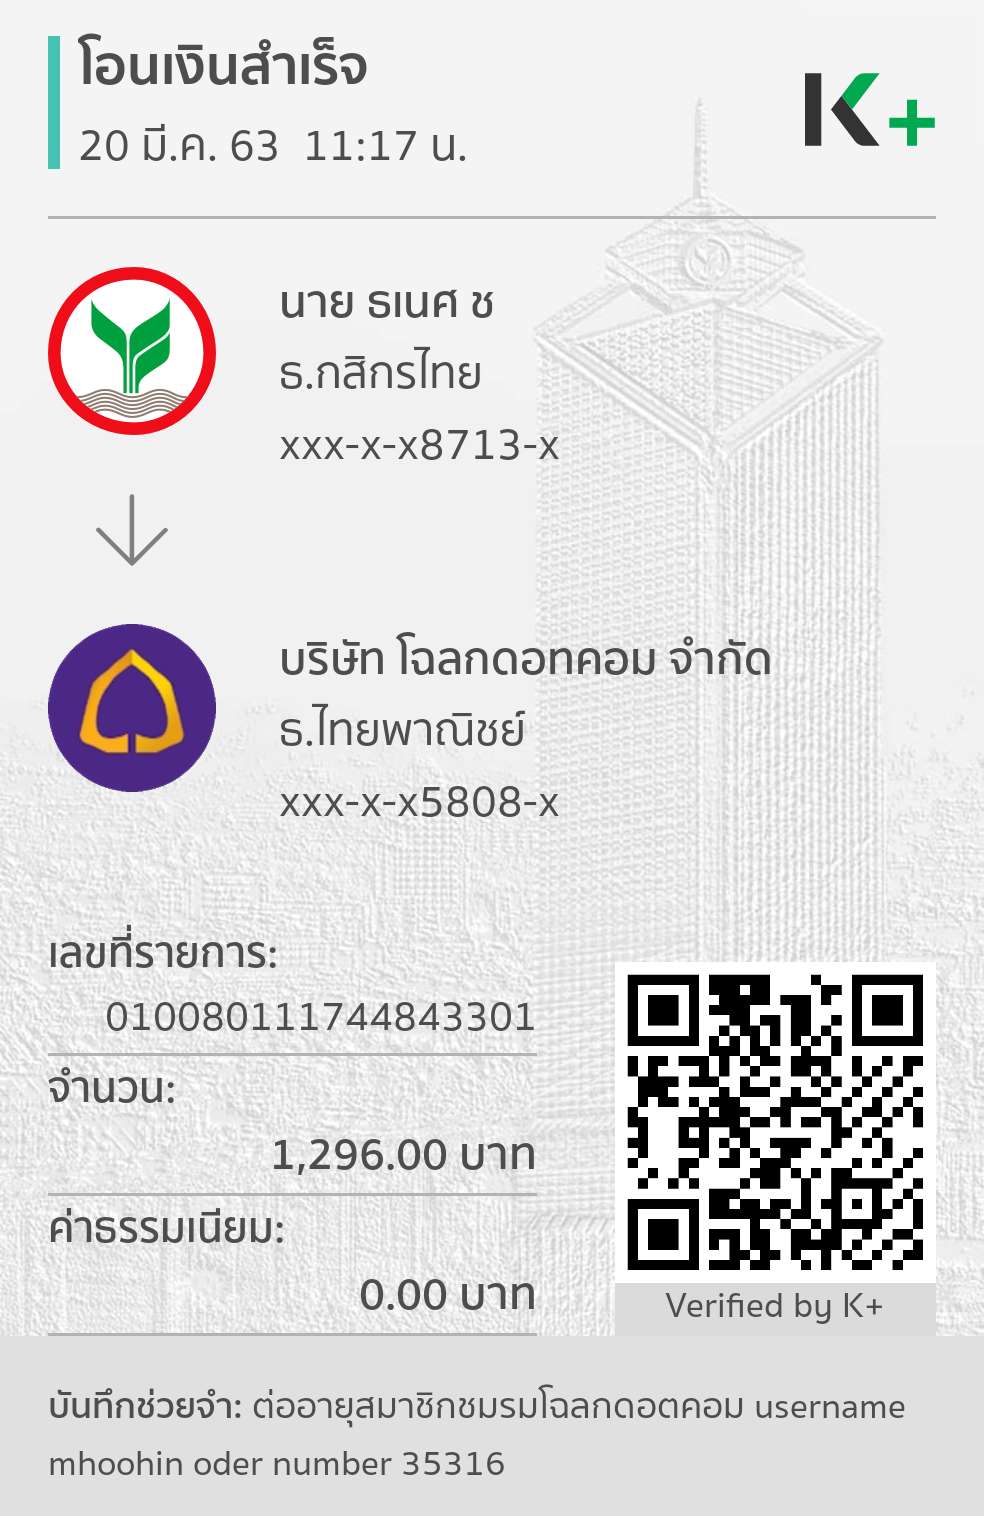 โอนเงินสำเร็จ
20 มี.ค. 63 11:17 น.
K+
นาย ธเนศ ช
ธ.กสิกรไทย
xxx-x-x8713-x
บริษัท โฉลกดอทคอม จำกัด
ธ.ไทยพาณิชย์
xxx-x-x5808-x
เลขที่รายการ:
010080111744843301
จำนวน:
1,296.00 บาท
ค่าธรรมเนียม:
0.00 บาท
Verified by K+
บันทึกช่วยจำ: ต่ออายุสมาชิกชมรมโฉลกดอตคอม username
mhoohin oder number 35316